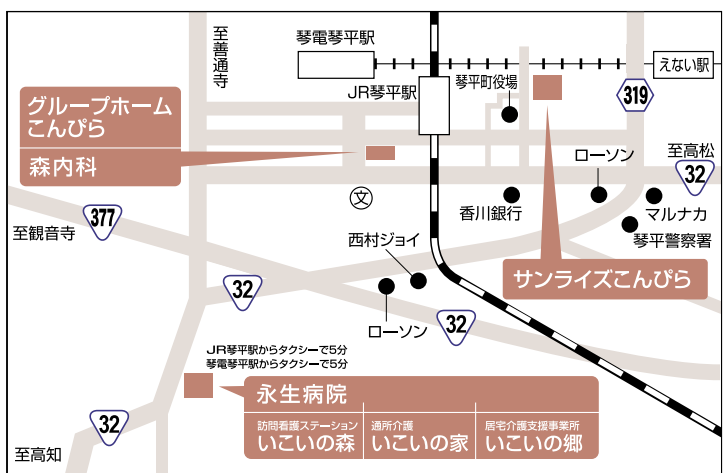 至善通寺
琴電琴平駅
えない駅
JR琴平駅
琴平町役場
319
グループホーム
こんぴら
森内科
ローソン
至高松
32
文
香川銀行
マルナカ
琴平警察署
377
至観音寺
西村ジョイ
サンライズこんぴら
32
ローソン
32
JR琴平駅からタクシーで5分
琴電琴平駅からタクシーで5分
永生病院
訪問看護ステーション
いこいの森
通所介護
いこいの家
居宅介護支援事業所
いこいの郷
32
至高知